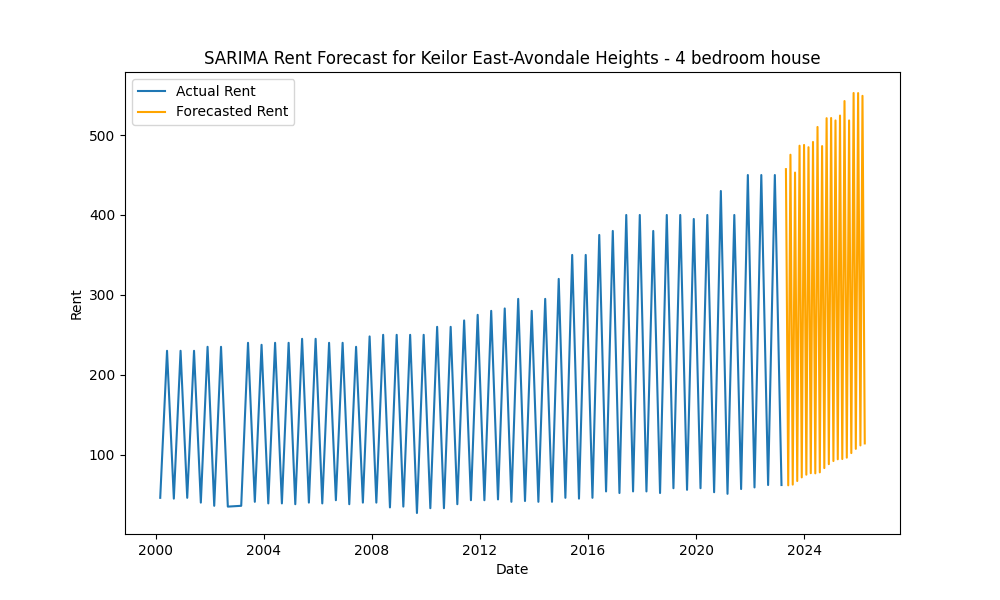 SARIMA Rent Forecast for Keilor East-Avondale Heights - 4 bedroom house
Actual Rent
Forecasted Rent
500
400
300
200
100
Rent
2000 2004 2008 2012 2016 2020 2024
Date